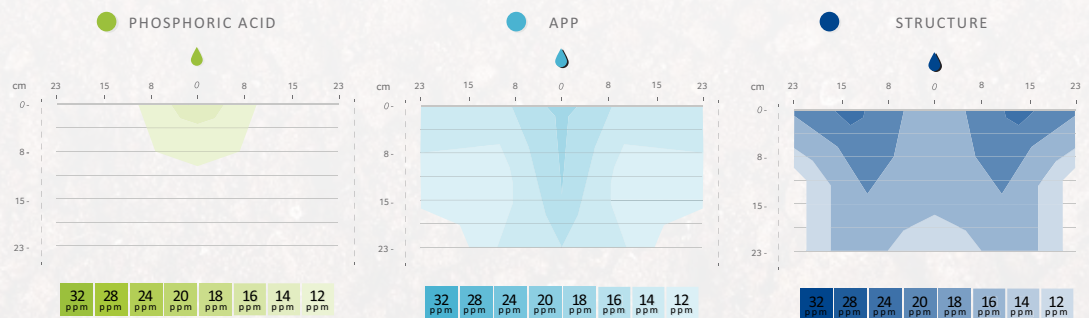 PHOSPHORIC ACID
cm 23 15 8 0 8 15 23
0-
8-
15-
23-
32 28 24 20 18 16 14 12
ppm ppm ppm ppm ppm ppm ppm ppm
APP
cm 23 15 8 0 8 15 23
0-
8-
15-
23-
32 28 24 20 18 16 14 12
ppm ppm ppm ppm ppm ppm ppm ppm
STRUCTURE
cm 23 15 8 0 8 15 23
0-
8-
15-
23-
32 28 24 20 18 16 14 12
ppm ppm ppm ppm ppm ppm ppm ppm